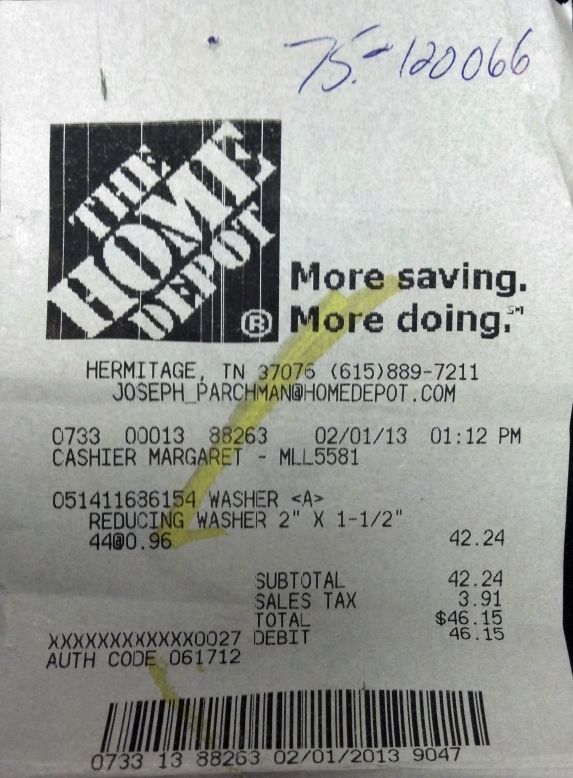 75.-120066
THE
HOME
DEPOT
®
More saving.
More doing.℠
HERMITAGE, TN 37076 (615)889-7211
JOSEPH_PARCHMAN@HOMEDEPOT.COM
0733 00013 88263 02/01/13 01:12 PM
CASHIER MARGARET - MLL5581
051411686154 WASHER <A>
REDUCING WASHER 2" X 1-1/2"
44@0.96 42.24
SUBTOTAL 42.24
SALES TAX 3.91
TOTAL $46.15
XXXXXXXXXXXX0027 DEBIT 46.15
AUTH CODE 061712
0733 13 88263 02/01/2013 9047